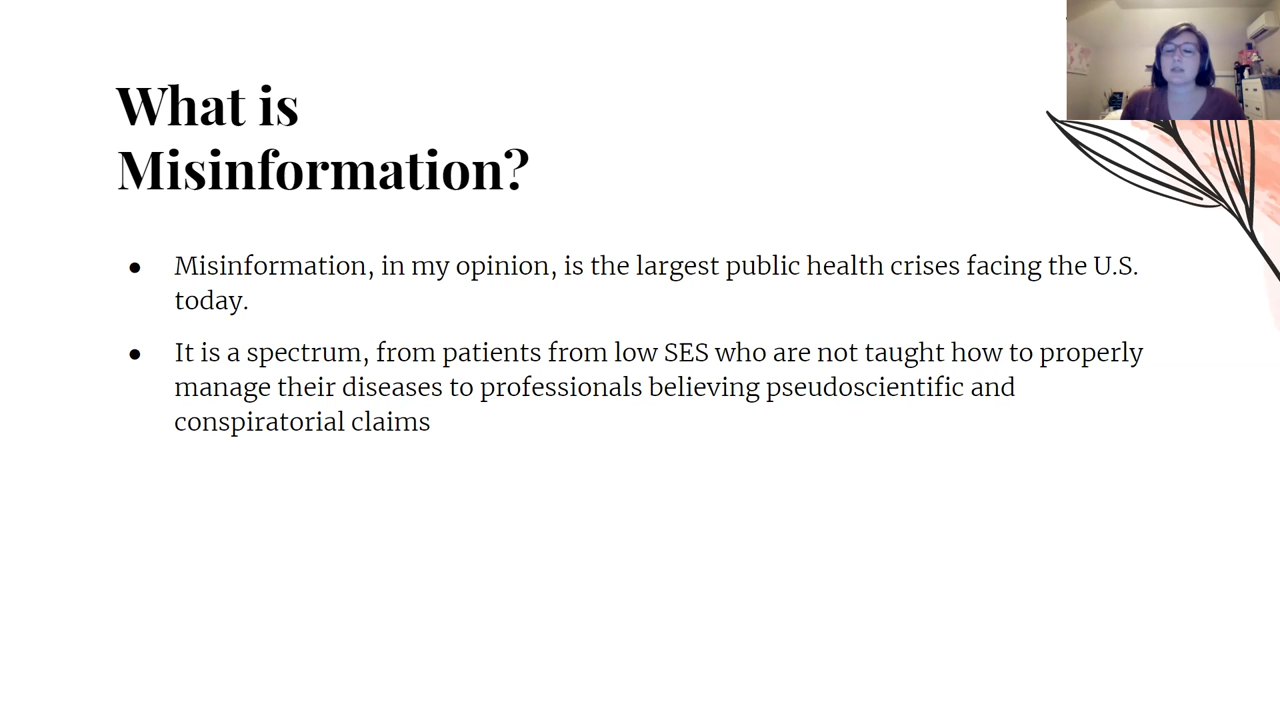 What is
Misinformation?
● Misinformation, in my opinion, is the largest public health crises facing the U.S.
today.
● It is a spectrum, from patients from low SES who are not taught how to properly
manage their diseases to professionals believing pseudoscientific and
conspiratorial claims